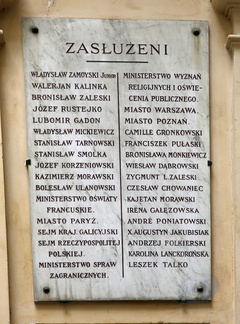 ZASŁUŻENI
WŁADYSŁAW ZAMOYSKI Junior
WALERJAN KALINKA
BRONISŁAW ZALESKI
JÓZEF RUSTEJKO
LUBOMIR GADON
WŁADYSŁAW MICKIEWICZ
STANISŁAW TARNOWSKI
STANISŁAW SMOLKA
JÓZEF KORZENIOWSKI
KAZIMIERZ MORAWSKI
BOLESŁAW ULANOWSKI
MINISTERSTWO OŚWIATY
FRANCUSKIE.
MIASTO PARYŻ.
SEJM KRAJ. GALICYJSKI
SEJM RZECZYPOSPOLITEJ
POLSKIEJ.
MINISTERSTWO SPRAW
ZAGRANICZNYCH.
MINISTERSTWO WYZNAŃ
RELIGIJNYCH I OŚWIE-
CENIA PUBLICZNEGO.
MIASTO WARSZAWA.
MIASTO POZNAŃ.
CAMILLE GRONKOWSKI
FRANCISZEK PUŁASKI
BRONISŁAWA MONKIEWICZ
WIESŁAW DĄBROWSKI
ZYGMUNT L. ZALESKI
CZESŁAW CHOWANIEC
KAJETAN MORAWSKI
IRENA GAŁĘZOWSKA
ANDRÉ PONIATOWSKI
X. AUGUSTYN JAKUBISIAK
ANDRZEJ FOLKIERSKI
KAROLINA LANCKOROŃSKA
LESZEK TALKO